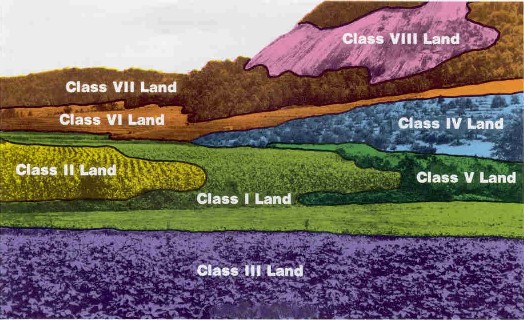 Class VIII Land
Class VII Land
Class VI Land
Class IV Land
Class II Land
Class V Land
Class I Land
Class III Land